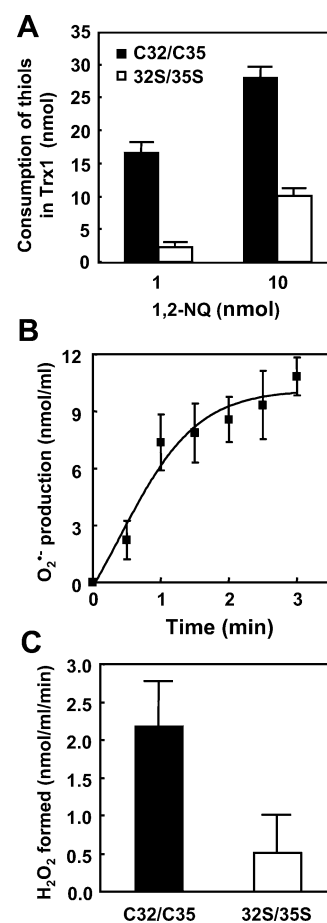 A
Consumption of thiols
in Trx1 (nmol)
35
30
25
20
15
10
5
0
C32/C35
32S/35S
1
10
1,2-NQ (nmol)
B
O2•- production (nmol/ml)
12
9
6
3
0
0
1
2
3
Time (min)
C
H2O2 formed (nmol/ml/min)
3.0
2.5
2.0
1.5
1.0
0.5
0.0
C32/C35
32S/35S